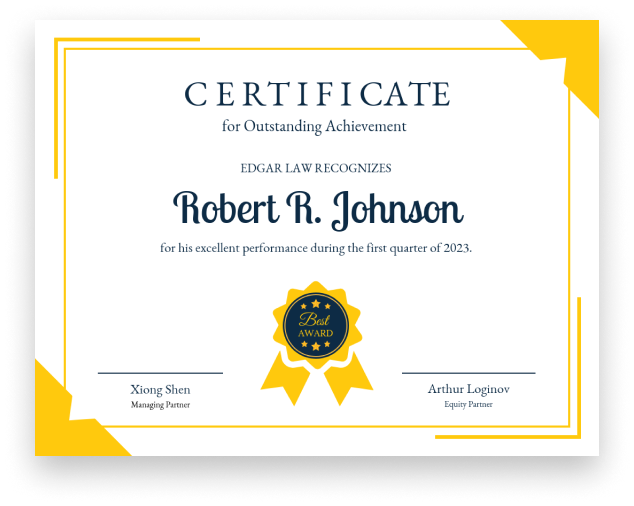 CERTIFICATE
for Outstanding Achievement
EDGAR LAW RECOGNIZES
Robert R. Johnson
for his excellent performance during the first quarter of 2023.
Best
AWARD
Xiong Shen
Managing Partner
Arthur Loginov
Equity Partner